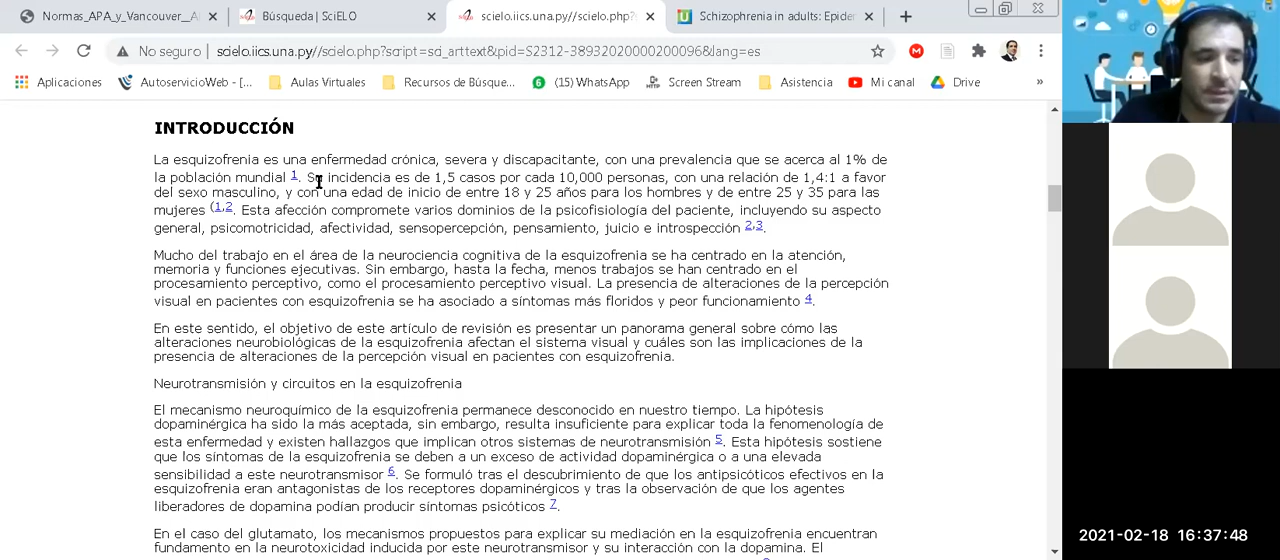 Normas_APA_y_Vancouver_
Búsqueda | SciELO
scielo.iics.una.py//scielo.php?
Schizophrenia in adults: Epide
No seguro
scielo.iics.una.py//scielo.php?script=sci_arttext&pid=S2312-38932020000200096&lang=es
Aplicaciones
AutoservicioWeb - [...
Aulas Virtuales
Recursos de Búsque...
(15) WhatsApp
Screen Stream
Asistencia
Mi canal
Drive
»
INTRODUCCIÓN
La esquizofrenia es una enfermedad crónica, severa y discapacitante, con una prevalencia que se acerca al 1% de
la población mundial 1. Su incidencia es de 1,5 casos por cada 10,000 personas, con una relación de 1,4:1 a favor
del sexo masculino, y con una edad de inicio de entre 18 y 25 años para los hombres y de entre 25 y 35 para las
mujeres (1,2. Esta afección compromete varios dominios de la psicofisiología del paciente, incluyendo su aspecto
general, psicomotricidad, afectividad, sensopercepción, pensamiento, juicio e introspección 2,3.
Mucho del trabajo en el área de la neurociencia cognitiva de la esquizofrenia se ha centrado en la atención,
memoria y funciones ejecutivas. Sin embargo, hasta la fecha, menos trabajos se han centrado en el
procesamiento perceptivo, como el procesamiento perceptivo visual. La presencia de alteraciones de la percepción
visual en pacientes con esquizofrenia se ha asociado a síntomas más floridos y peor funcionamiento 4.
En este sentido, el objetivo de este artículo de revisión es presentar un panorama general sobre cómo las
alteraciones neurobiológicas de la esquizofrenia afectan el sistema visual y cuáles son las implicaciones de la
presencia de alteraciones de la percepción visual en pacientes con esquizofrenia.
Neurotransmisión y circuitos en la esquizofrenia
El mecanismo neuroquímico de la esquizofrenia permanece desconocido en nuestro tiempo. La hipótesis
dopaminérgica ha sido la más aceptada, sin embargo, resulta insuficiente para explicar toda la fenomenología de
esta enfermedad y existen hallazgos que implican otros sistemas de neurotransmisión 5. Esta hipótesis sostiene
que los síntomas de la esquizofrenia se deben a un exceso de actividad dopaminérgica o a una elevada
sensibilidad a este neurotransmisor 6. Se formuló tras el descubrimiento de que los antipsicóticos efectivos en la
esquizofrenia eran antagonistas de los receptores dopaminérgicos y tras la observación de que los agentes
liberadores de dopamina podían producir síntomas psicóticos 7.
En el caso del glutamato, los mecanismos propuestos para explicar su mediación en la esquizofrenia encuentran
fundamento en la neurotoxicidad inducida por este neurotransmisor y su interacción con la dopamina. El
2021-02-18 16:37:48